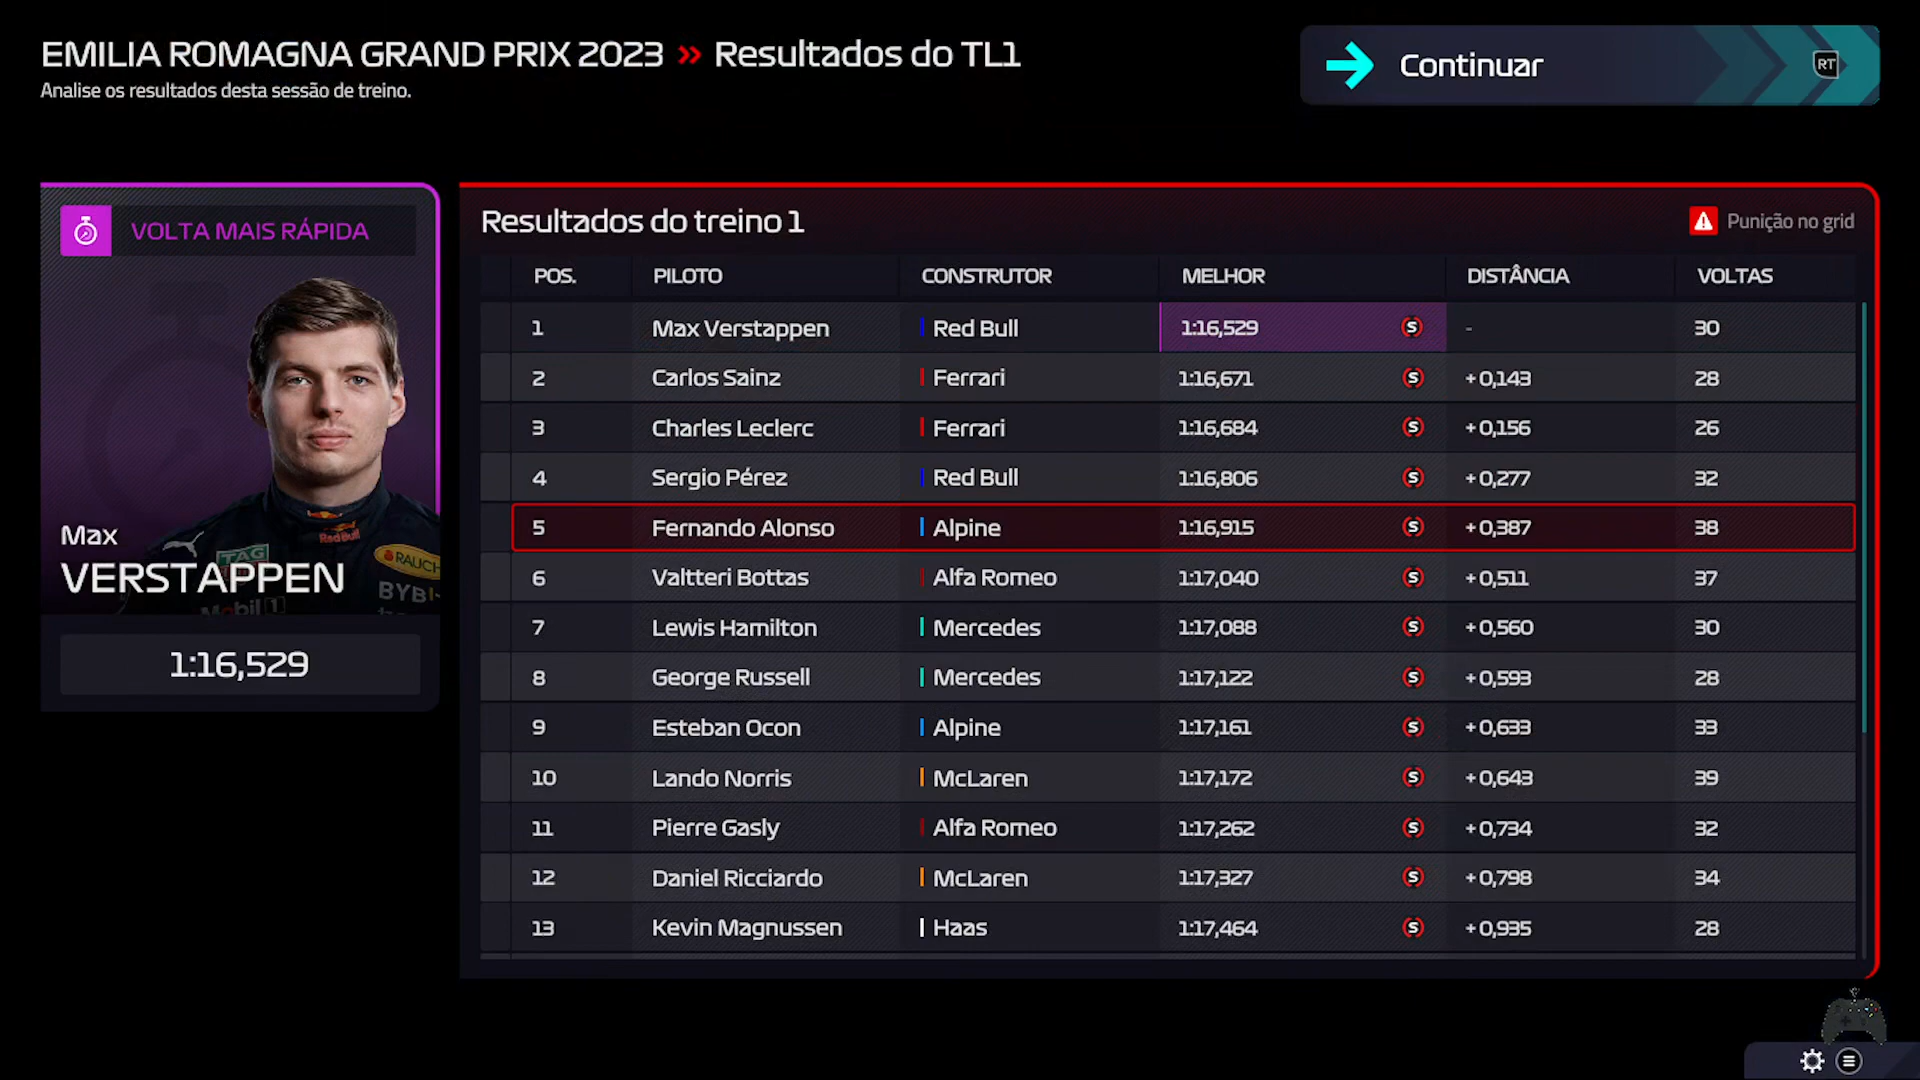 EMILIA ROMAGNA GRAND PRIX 2023 » Resultados do TL1
Analise os resultados desta sessão de treino.
Continuar
RT
VOLTA MAIS RÁPIDA
Red Bull
TAG
RAUCH
BYBI
Mobil 1
Max
VERSTAPPEN
1:16,529
Resultados do treino 1
Punição no grid
POS. PILOTO CONSTRUTOR MELHOR DISTÂNCIA VOLTAS
1 Max Verstappen Red Bull 1:16,529 S - 30
2 Carlos Sainz Ferrari 1:16,671 S +0,143 28
3 Charles Leclerc Ferrari 1:16,684 S +0,156 26
4 Sergio Pérez Red Bull 1:16,806 S +0,277 32
5 Fernando Alonso Alpine 1:16,915 S +0,387 38
6 Valtteri Bottas Alfa Romeo 1:17,040 S +0,511 37
7 Lewis Hamilton Mercedes 1:17,088 S +0,560 30
8 George Russell Mercedes 1:17,122 S +0,593 28
9 Esteban Ocon Alpine 1:17,161 S +0,633 33
10 Lando Norris McLaren 1:17,172 S +0,643 39
11 Pierre Gasly Alfa Romeo 1:17,262 S +0,734 32
12 Daniel Ricciardo McLaren 1:17,327 S +0,798 34
13 Kevin Magnussen Haas 1:17,464 S +0,935 28